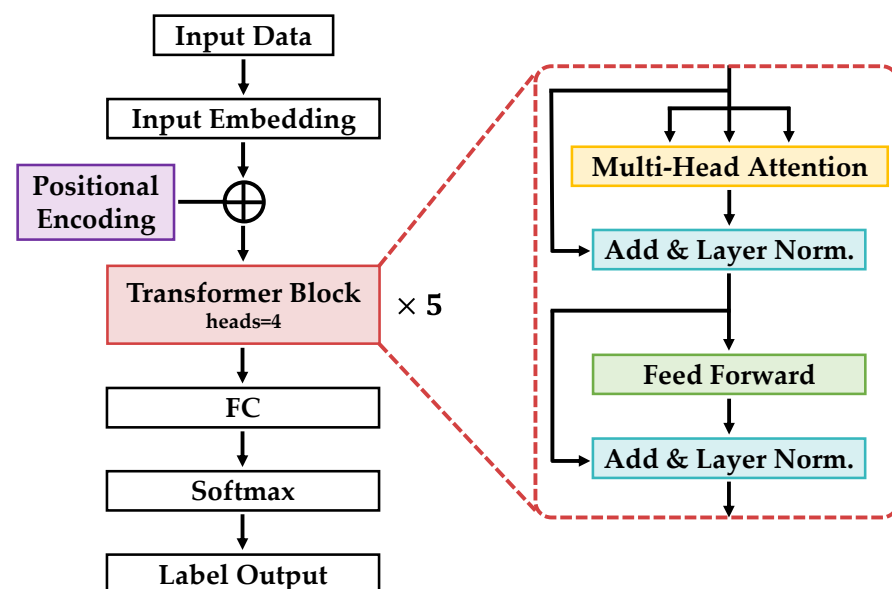 Input Data
Input Embedding
Positional
Encoding
Transformer Block
heads=4
× 5
FC
Softmax
Label Output
Multi-Head Attention
Add & Layer Norm.
Feed Forward
Add & Layer Norm.